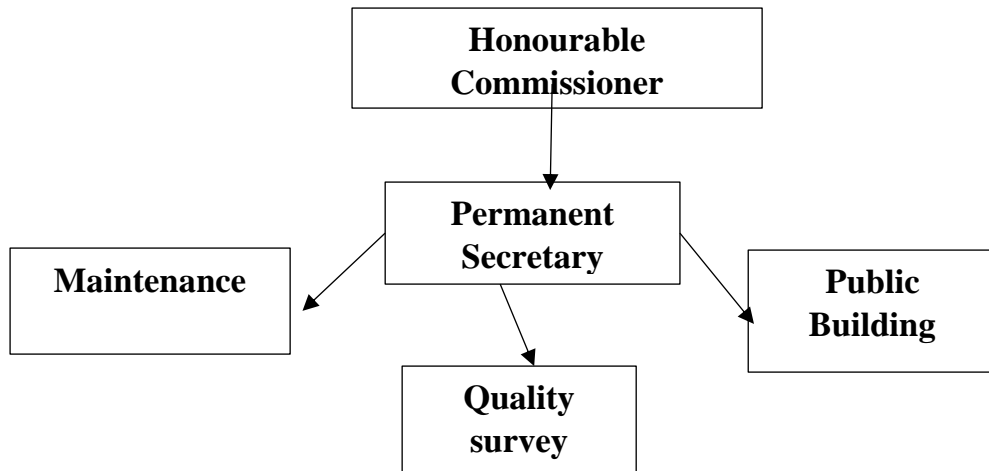 Honourable
Commissioner
Permanent
Secretary
Maintenance
Public
Building
Quality
survey